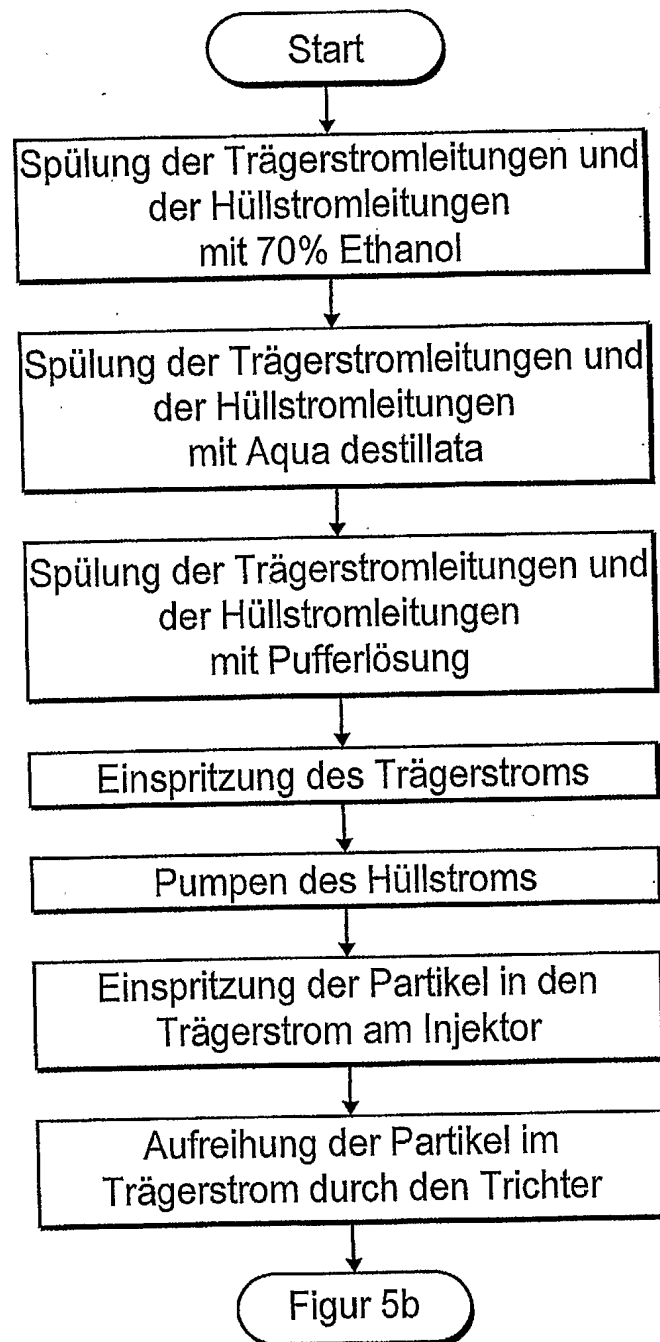 Start
Spülung der Trägerstromleitungen und
der Hüllstromleitungen
mit 70% Ethanol
Spülung der Trägerstromleitungen und
der Hüllstromleitungen
mit Aqua destillata
Spülung der Trägerstromleitungen und
der Hüllstromleitungen
mit Pufferlösung
Einspritzung des Trägerstroms
Pumpen des Hüllstroms
Einspritzung der Partikel in den
Trägerstrom am Injektor
Aufreihung der Partikel im
Trägerstrom durch den Trichter
Figur 5b